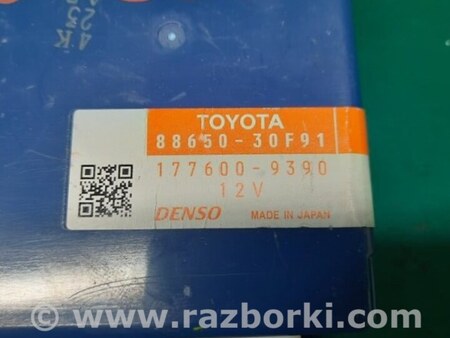 TOYOTA
88650-30F91
177600-9390
12V
DENSO MADE IN JAPAN
© www.razborki.com